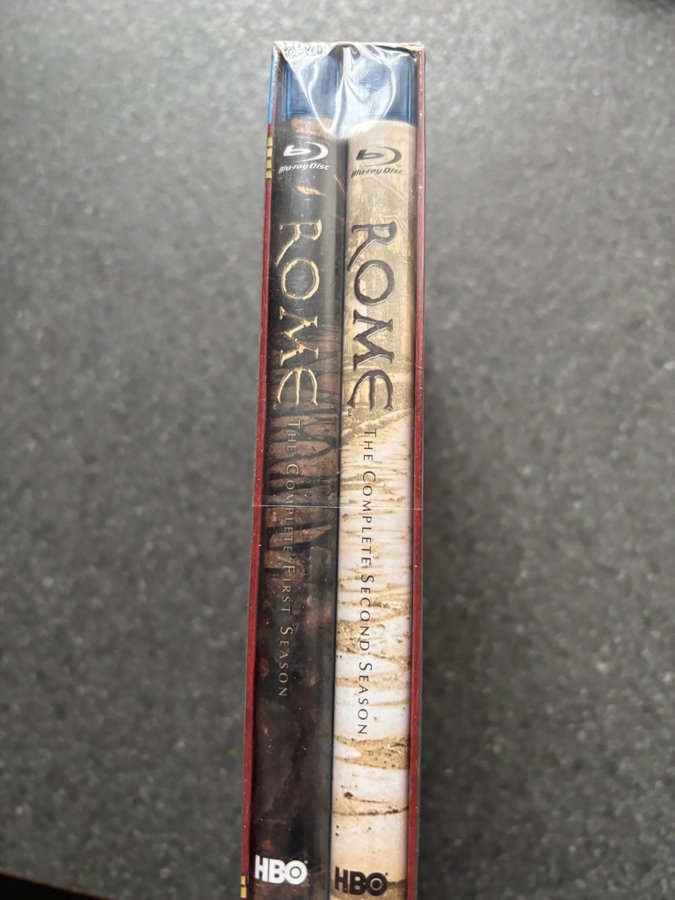 Blu-ray Disc
ROME
THE COMPLETE FIRST SEASON
HBO
Blu-ray Disc
ROME
THE COMPLETE SECOND SEASON
HBO